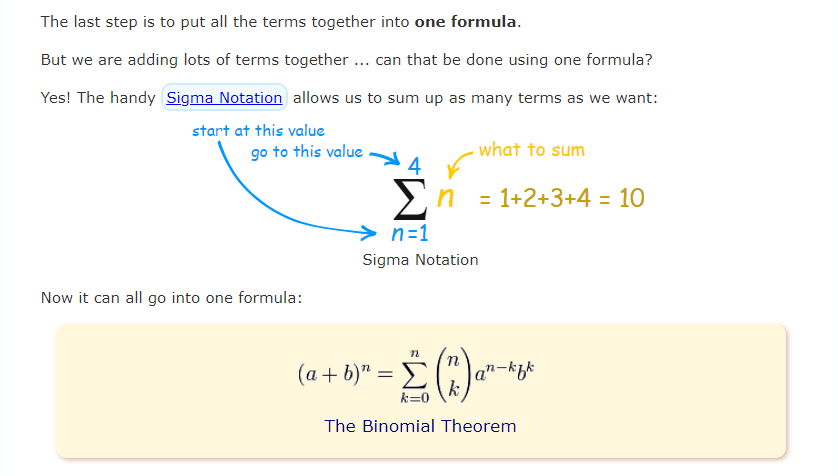 The last step is to put all the terms together into one formula.
But we are adding lots of terms together ... can that be done using one formula?
Yes! The handy Sigma Notation allows us to sum up as many terms as we want:
start at this value
go to this value
4
what to sum
Σ n = 1+2+3+4 = 10
n=1
Sigma Notation
Now it can all go into one formula:
n
(a + b)ⁿ = Σ (n k) aⁿ⁻ᵏbᵏ
k=0
The Binomial Theorem